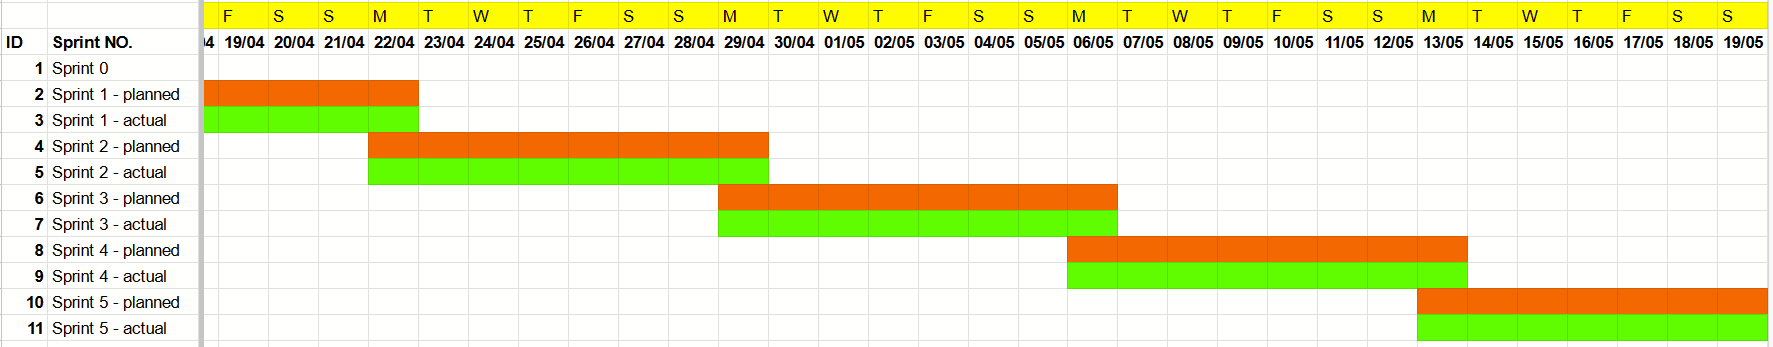 F S S M T W T F S S M T W T F S S M T W T F S S M T W T F S S
ID Sprint NO. 19/04 20/04 21/04 22/04 23/04 24/04 25/04 26/04 27/04 28/04 29/04 30/04 01/05 02/05 03/05 04/05 05/05 06/05 07/05 08/05 09/05 10/05 11/05 12/05 13/05 14/05 15/05 16/05 17/05 18/05 19/05
1 Sprint 0
2 Sprint 1 - planned
3 Sprint 1 - actual
4 Sprint 2 - planned
5 Sprint 2 - actual
6 Sprint 3 - planned
7 Sprint 3 - actual
8 Sprint 4 - planned
9 Sprint 4 - actual
10 Sprint 5 - planned
11 Sprint 5 - actual